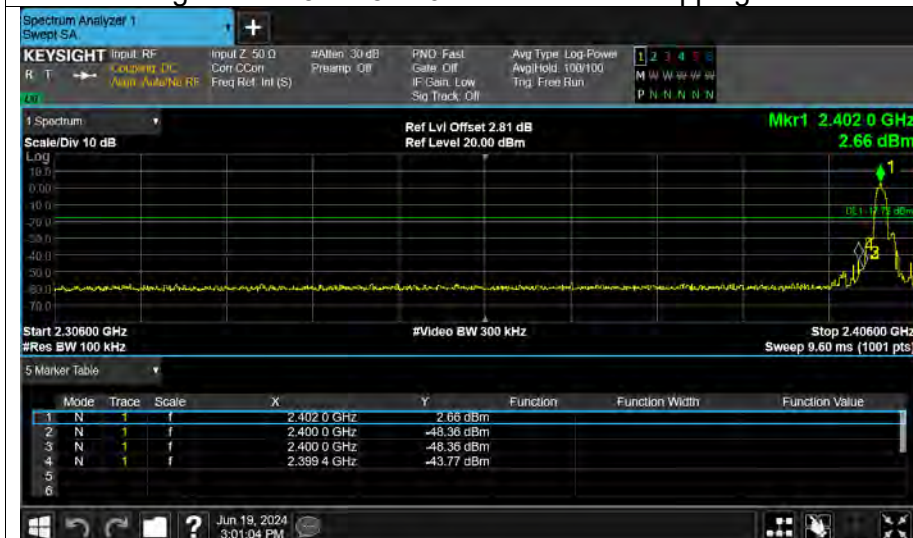 Spectrum Analyzer 1
Swept SA
+
KEYSIGHT Input: RF Input Z: 50 Ω #Atten: 30 dB PNO: Fast Avg Type: Log-Power 1 2 3 4 5 6
R T Coupling: DC Corr CCorr Preamp: Off Gate: Off Avg|Hold: 100/100 M W W W W W
Align: Auto/No RF Freq Ref: Int (S) IF Gain: Low Trig: Free Run
Sig Track: Off P N N N N N
1 Spectrum
Ref Lvl Offset 2.81 dB Mkr1 2.402 0 GHz
Scale/Div 10 dB Ref Level 20.00 dBm 2.66 dBm
Log
10.0
0.00
-10.0
-20.0
-30.0
-40.0
-50.0
-60.0
-70.0
Start 2.30600 GHz #Video BW 300 kHz Stop 2.40600 GHz
#Res BW 100 kHz Sweep 9.60 ms (1001 pts)
5 Marker Table
Mode Trace Scale X Y Function Function Width Function Value
1 N 1 f 2.402 0 GHz 2.66 dBm
2 N 1 f 2.400 0 GHz -48.36 dBm
3 N 1 f 2.400 0 GHz -48.36 dBm
4 N 1 f 2.399 4 GHz -43.77 dBm
5
6
? Jun 19, 2024
3:01:04 PM